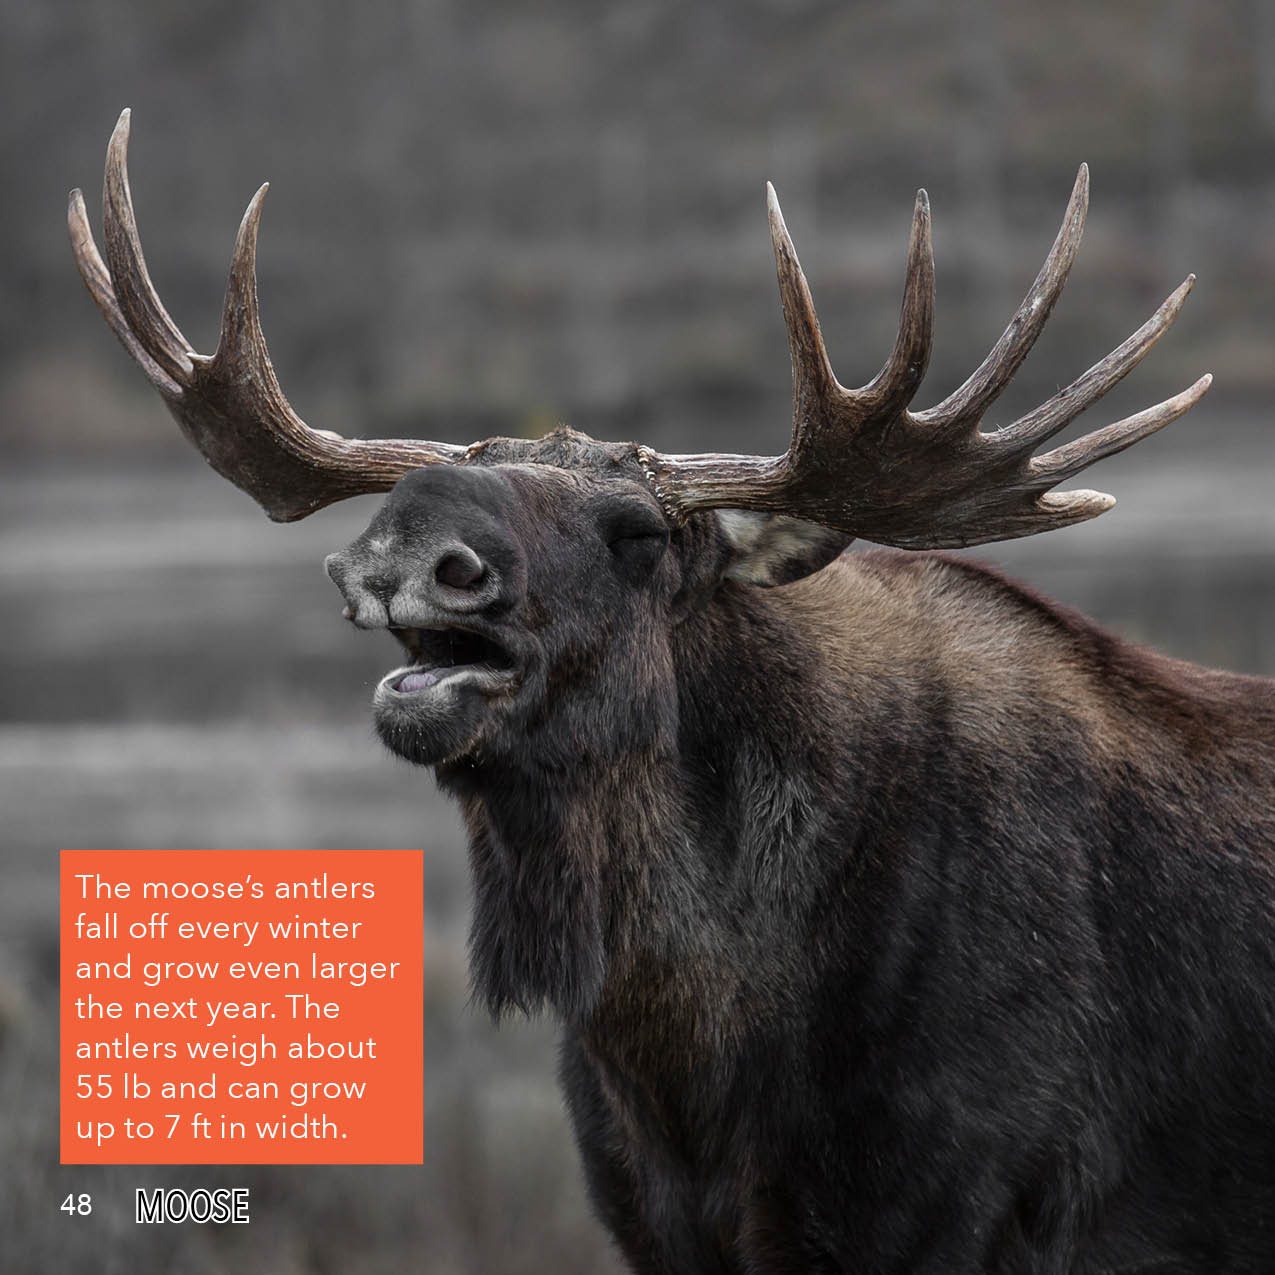 The moose’s antlers
fall off every winter
and grow even larger
the next year. The
antlers weigh about
55 lb and can grow
up to 7 ft in width.
48 MOOSE